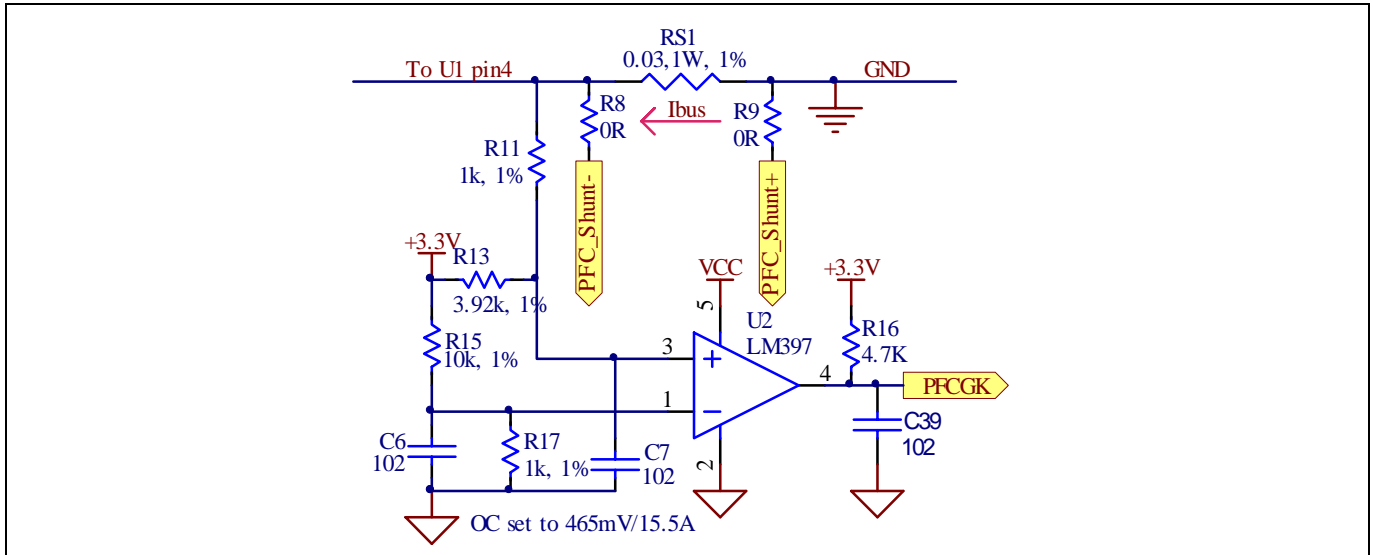 RS1
0.03,1W, 1%
To U1 pin4
GND
R8
0R
Ibus
R9
0R
R11
1k, 1%
PFC_Shunt-
PFC_Shunt+
+3.3V
R13
3.92k, 1%
VCC
+3.3V
5
U2
LM397
R16
4.7K
R15
10k, 1%
3
4
PFCGK
1
C6
102
R17
1k, 1%
C7
102
2
C39
102
OC set to 465mV/15.5A